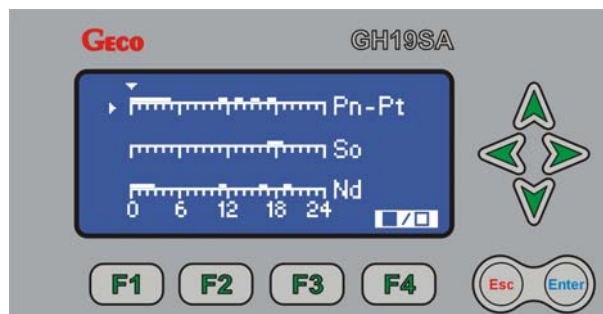 GECO GH19SA
Pn-Pt
So
Nd
0 6 12 18 24
F1 F2 F3 F4 Esc Enter